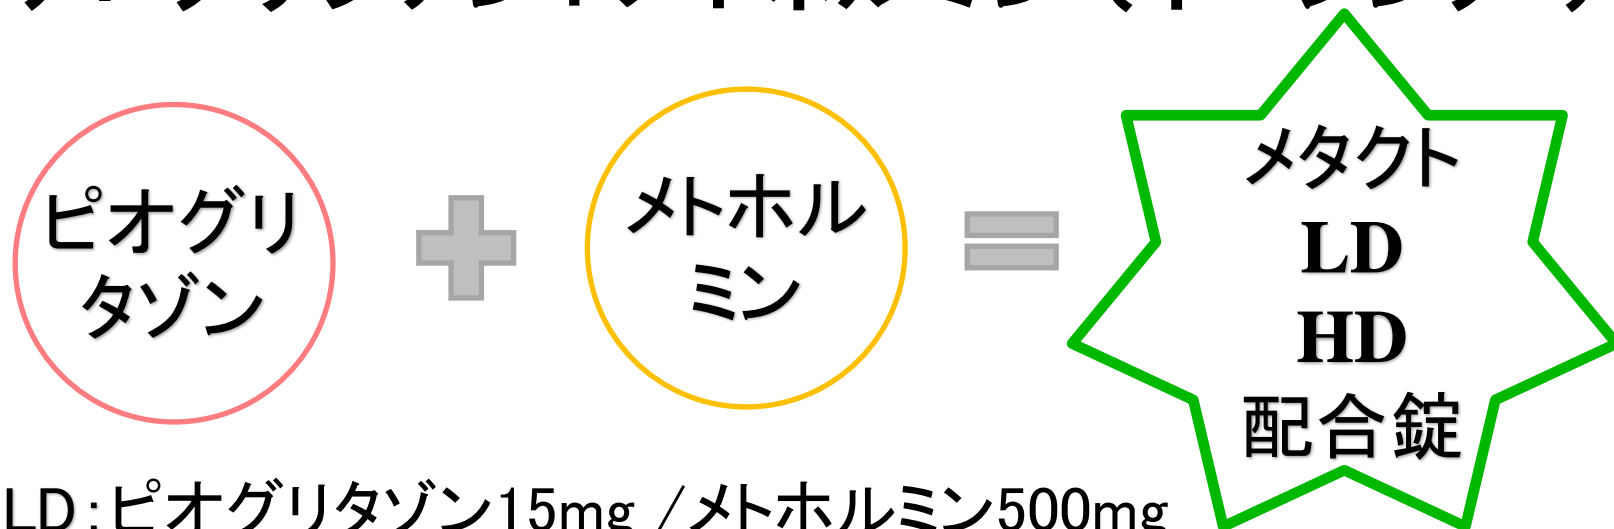 ピオグリ
タゾン
メトホル
ミン
メタクト
LD
HD
配合錠
LD:ピオグリタゾン15mg /メトホルミン500mg